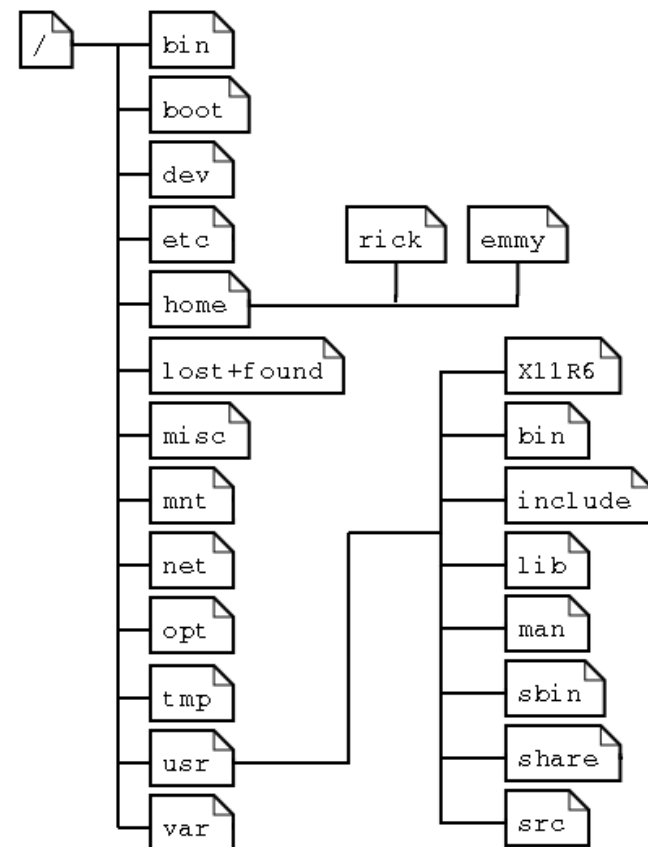 /
bin
boot
dev
etc
rick
emmy
home
lost+found
X11R6
misc
bin
mnt
include
net
lib
opt
man
tmp
sbin
usr
share
var
src